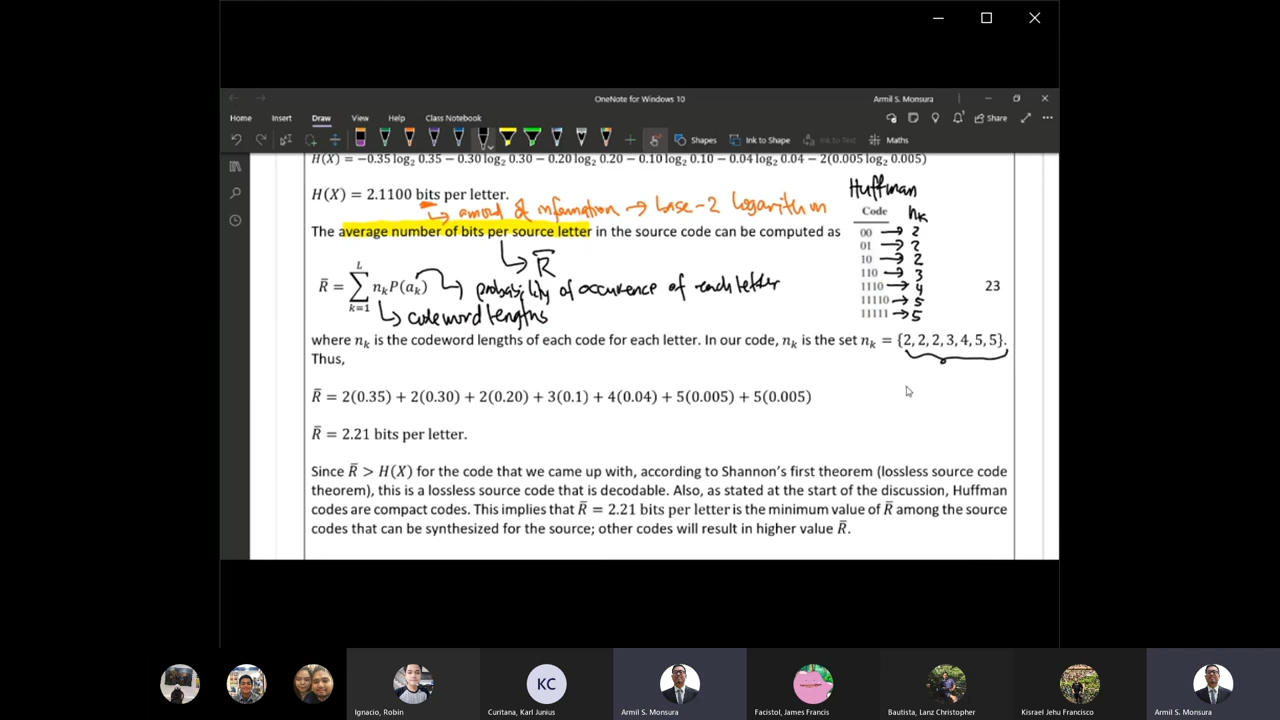 OneNote for Windows 10
Armil S. Monsura
Home Insert Draw View Help Class Notebook
Share
Shapes Ink to Shape Ink to Text Maths
H(X) = −0.35 log₂ 0.35 − 0.30 log₂ 0.30 − 0.20 log₂ 0.20 − 0.10 log₂ 0.10 − 0.04 log₂ 0.04 − 2(0.005 log₂ 0.005)
H(X) = 2.1100 bits per letter.
amount of information → base-2 logarithm
The average number of bits per source letter in the source code can be computed as
R̄
R̄ = ∑ₖ₌₁ᴸ nₖP(aₖ)
probability of occurence of each letter
codeword lengths
Huffman
Code nₖ
00 → 2
01 → 2
10 → 2
110 → 3
1110 → 4
11110 → 5
11111 → 5
23
where nₖ is the codeword lengths of each code for each letter. In our code, nₖ is the set nₖ = {2, 2, 2, 3, 4, 5, 5}.
Thus,
R̄ = 2(0.35) + 2(0.30) + 2(0.20) + 3(0.1) + 4(0.04) + 5(0.005) + 5(0.005)
R̄ = 2.21 bits per letter.
Since R̄ > H(X) for the code that we came up with, according to Shannon's first theorem (lossless source code
theorem), this is a lossless source code that is decodable. Also, as stated at the start of the discussion, Huffman
codes are compact codes. This implies that R̄ = 2.21 bits per letter is the minimum value of R̄ among the source
codes that can be synthesized for the source; other codes will result in higher value R̄.
KC
Ignacio, Robin
Curitana, Karl Junius
Armil S. Monsura
Facistol, James Francis
Bautista, Lanz Christopher
Kisrael Jehu Francisco
Armil S. Monsura